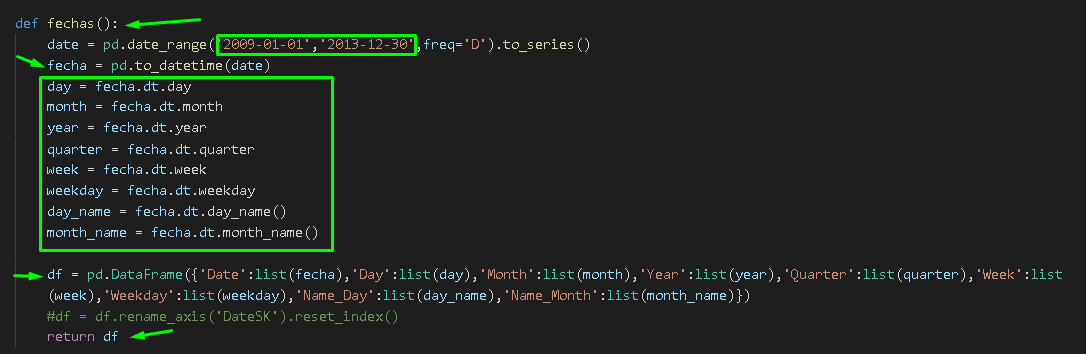 def fechas():
date = pd.date_range('2009-01-01','2013-12-30',freq='D').to_series()
fecha = pd.to_datetime(date)
day = fecha.dt.day
month = fecha.dt.month
year = fecha.dt.year
quarter = fecha.dt.quarter
week = fecha.dt.week
weekday = fecha.dt.weekday
day_name = fecha.dt.day_name()
month_name = fecha.dt.month_name()
df = pd.DataFrame({'Date':list(fecha),'Day':list(day),'Month':list(month),'Year':list(year),'Quarter':list(quarter),'Week':list
(week),'Weekday':list(weekday),'Name_Day':list(day_name),'Name_Month':list(month_name)})
#df = df.rename_axis('DateSK').reset_index()
return df